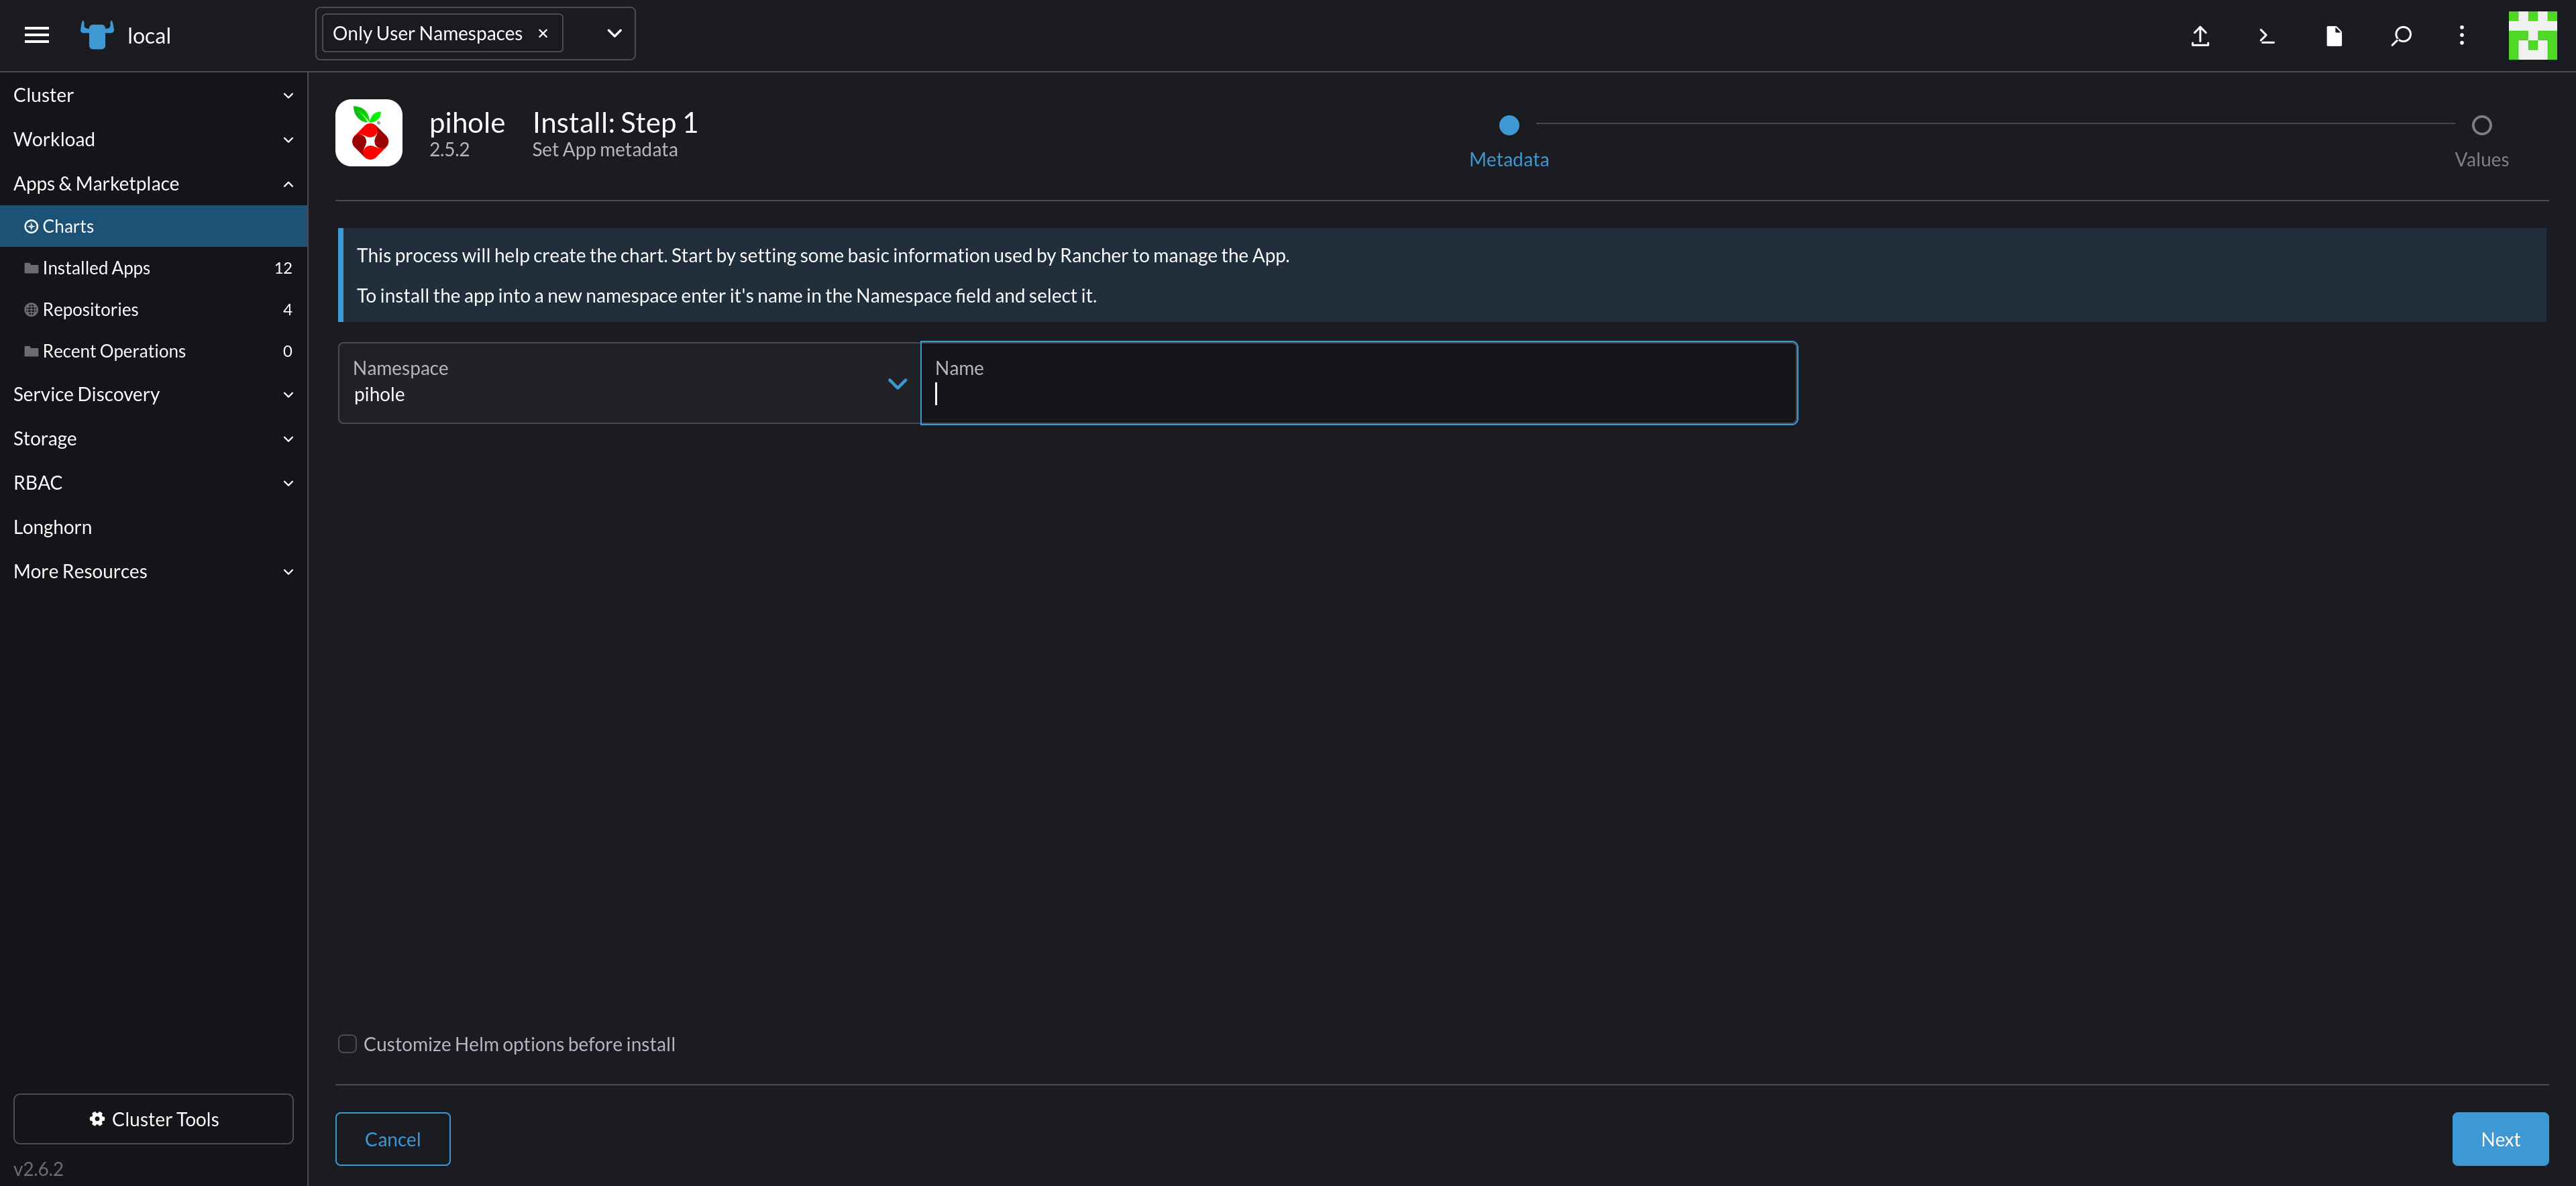 local
Only User Namespaces ×
Cluster
Workload
Apps & Marketplace
Charts
Installed Apps 12
Repositories 4
Recent Operations 0
Service Discovery
Storage
RBAC
Longhorn
More Resources
Cluster Tools
v2.6.2
pihole
2.5.2
Install: Step 1
Set App metadata
Metadata
Values
This process will help create the chart. Start by setting some basic information used by Rancher to manage the App.
To install the app into a new namespace enter it's name in the Namespace field and select it.
Namespace
pihole
Name
Customize Helm options before install
Cancel
Next